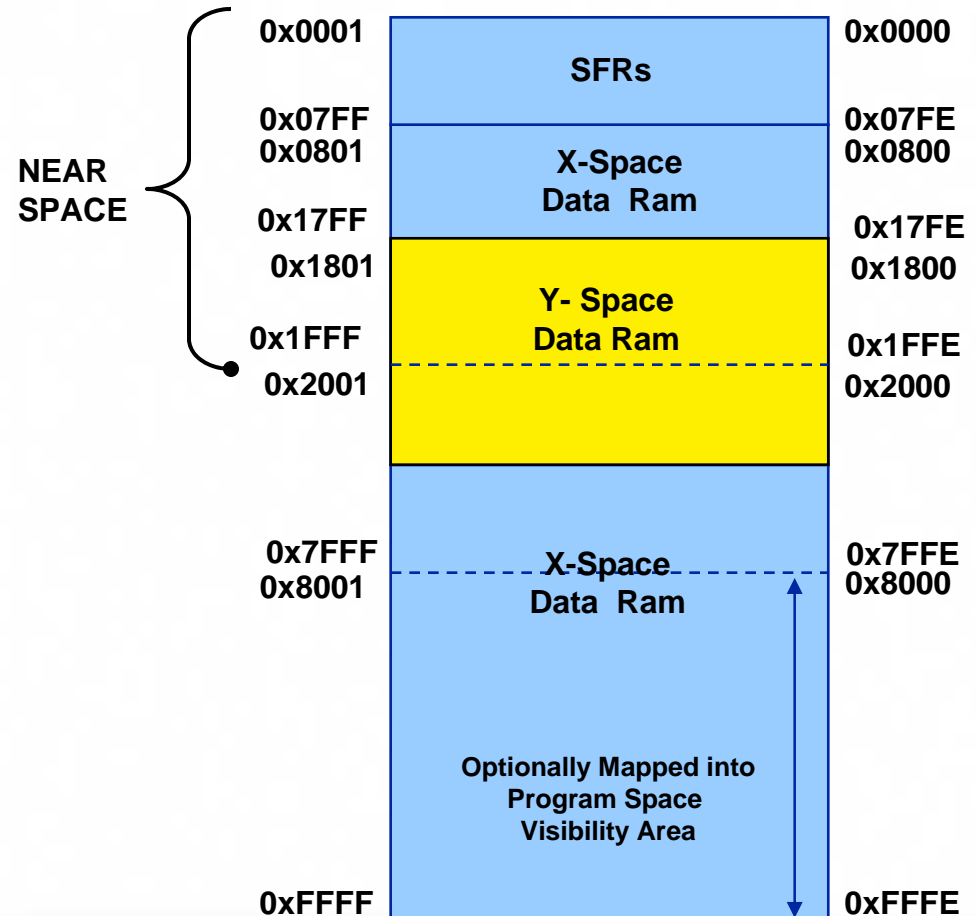 0x0001
0x0000
SFRs
0x07FF
0x07FE
0x0801
0x0800
X-Space
Data Ram
NEAR
SPACE
0x17FF
0x17FE
0x1801
0x1800
Y- Space
Data Ram
0x1FFF
0x1FFE
0x2001
0x2000
0x7FFF
0x7FFE
X-Space
0x8001
0x8000
Data Ram
Optionally Mapped into
Program Space
Visibility Area
0xFFFF
0xFFFE